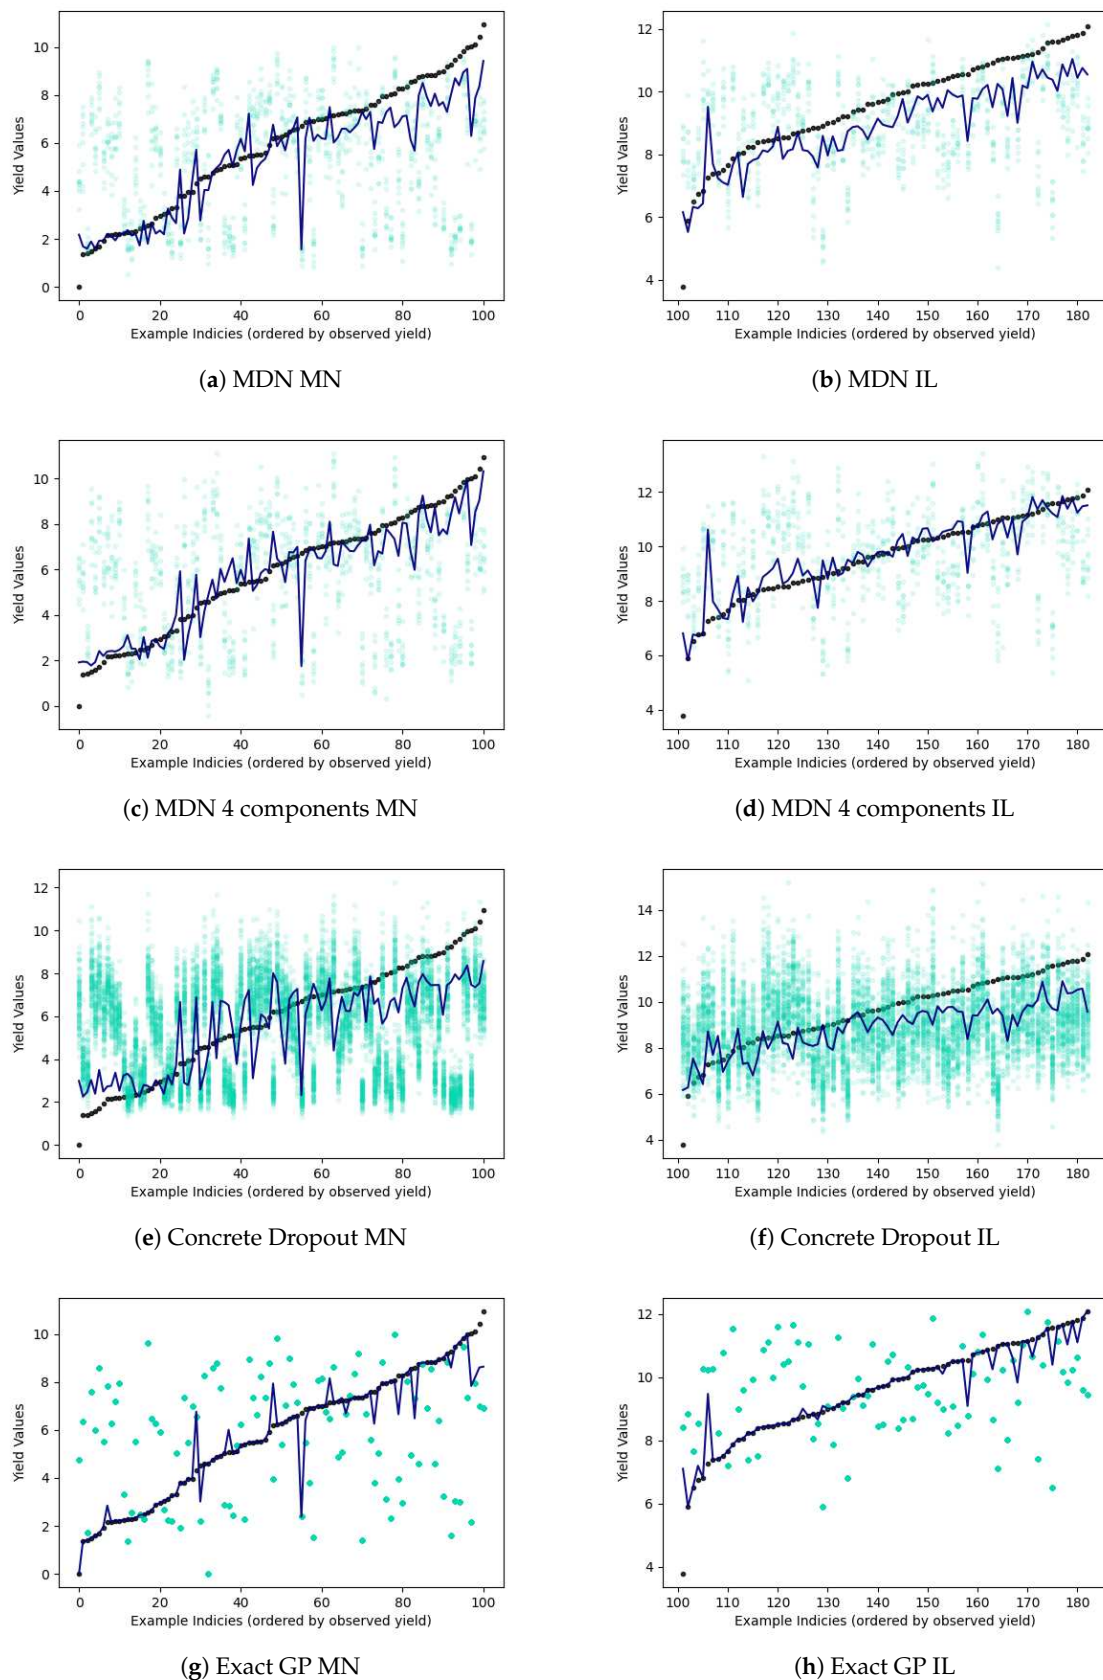 10
8
6
4
2
0
Yield Values
0 20 40 60 80 100
Example Indicies (ordered by observed yield)
(a) MDN MN
12
10
8
6
4
Yield Values
100 110 120 130 140 150 160 170 180
Example Indicies (ordered by observed yield)
(b) MDN IL
10
8
6
4
2
0
Yield Values
0 20 40 60 80 100
Example Indicies (ordered by observed yield)
(c) MDN 4 components MN
12
10
8
6
4
Yield Values
100 110 120 130 140 150 160 170 180
Example Indicies (ordered by observed yield)
(d) MDN 4 components IL
12
10
8
6
4
2
0
Yield Values
0 20 40 60 80 100
Example Indicies (ordered by observed yield)
(e) Concrete Dropout MN
14
12
10
8
6
4
Yield Values
100 110 120 130 140 150 160 170 180
Example Indicies (ordered by observed yield)
(f) Concrete Dropout IL
10
8
6
4
2
0
Yield Values
0 20 40 60 80 100
Example Indicies (ordered by observed yield)
(g) Exact GP MN
12
10
8
6
4
Yield Values
100 110 120 130 140 150 160 170 180
Example Indicies (ordered by observed yield)
(h) Exact GP IL